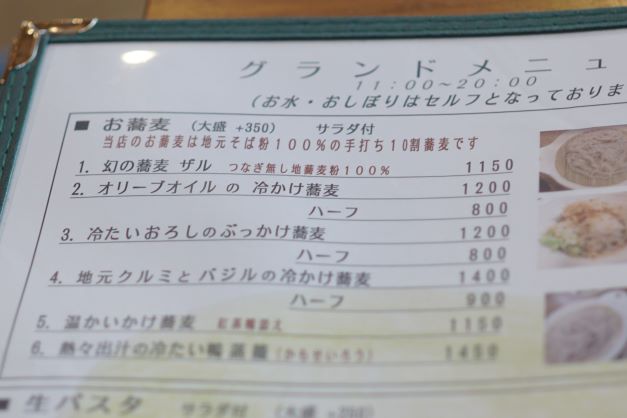 グランドメニュ
11:00~20:00
(お水・おしぼりはセルフとなっておりま
■ お蕎麦 (大盛 +350) サラダ付
当店のお蕎麦は地元そば粉100%の手打ち10割蕎麦です
1. 幻の蕎麦 ザル つなぎ無し地蕎麦粉100% 1150
2. オリーブオイル の 冷かけ蕎麦 1200
ハーフ 800
3. 冷たいおろしのぶっかけ蕎麦 1200
ハーフ 800
4. 地元クルミとバジルの冷かけ蕎麦 1400
ハーフ 900
5. 温かいかけ蕎麦 紅茶鴨添え 1150
6. 熱々出汁の冷たい鴨蒸籠 (かもせいろう) 1450
■ 生パスタ サラダ付 (大盛 +350)